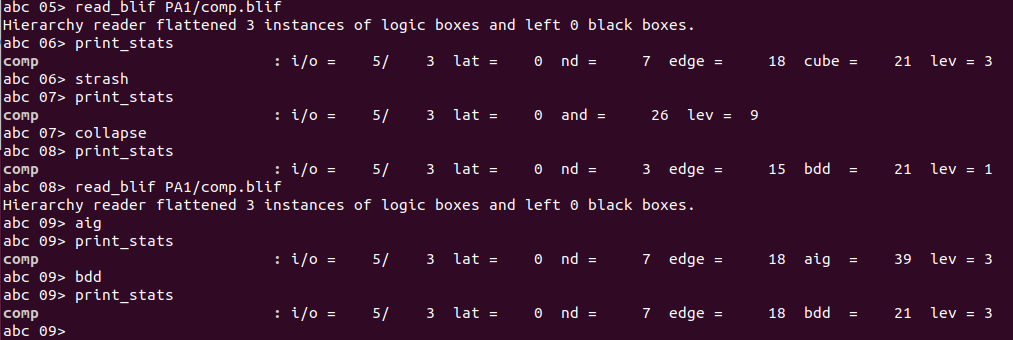 abc 05> read_blif PA1/comp.blif
Hierarchy reader flattened 3 instances of logic boxes and left 0 black boxes.
abc 06> print_stats
comp                          : i/o =    5/    3  lat =    0  nd =     7  edge =     18  cube =    21  lev = 3
abc 06> strash
abc 07> print_stats
comp                          : i/o =    5/    3  lat =    0  and =     26  lev =  9
abc 07> collapse
abc 08> print_stats
comp                          : i/o =    5/    3  lat =    0  nd =     3  edge =     15  bdd  =    21  lev = 1
abc 08> read_blif PA1/comp.blif
Hierarchy reader flattened 3 instances of logic boxes and left 0 black boxes.
abc 09> aig
abc 09> print_stats
comp                          : i/o =    5/    3  lat =    0  nd =     7  edge =     18  aig  =    39  lev = 3
abc 09> bdd
abc 09> print_stats
comp                          : i/o =    5/    3  lat =    0  nd =     7  edge =     18  bdd  =    21  lev = 3
abc 09>